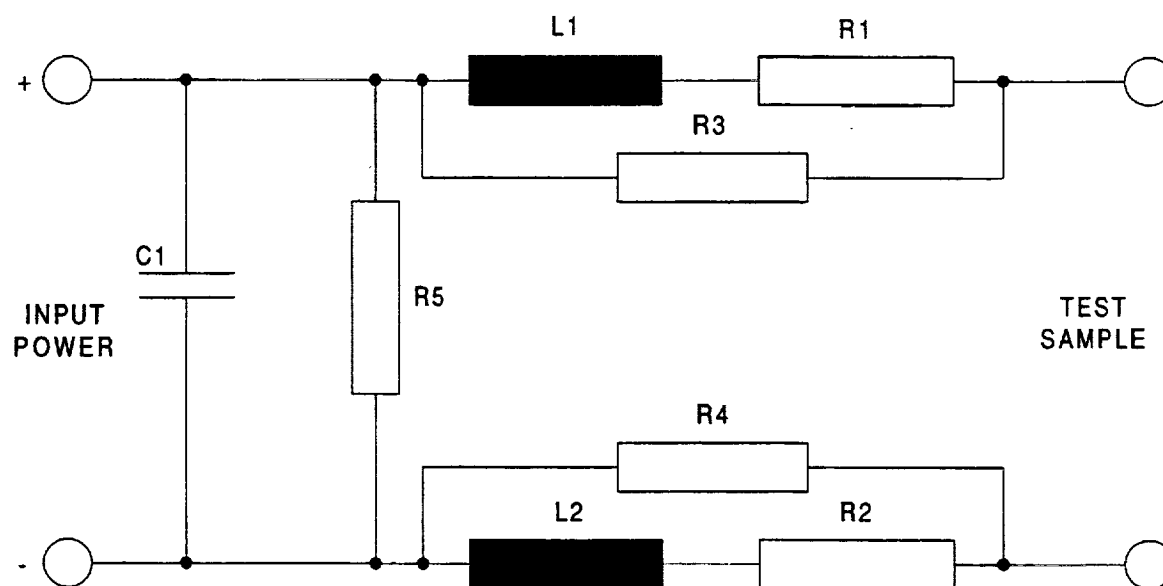 L1
R1
+
R3
C1
R5
INPUT
POWER
TEST
SAMPLE
R4
L2
R2
-